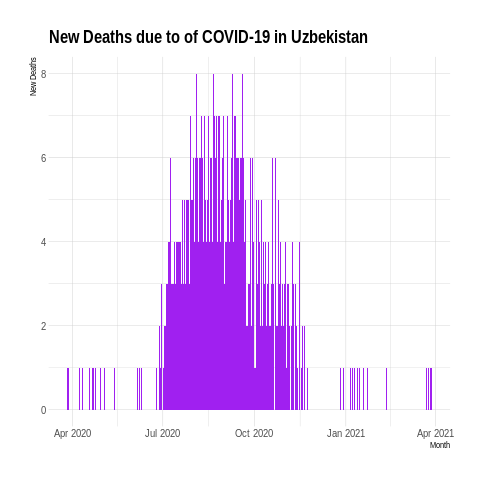 New Deaths due to of COVID-19 in Uzbekistan
New Deaths
8
6
4
2
0
Apr 2020 Jul 2020 Oct 2020 Jan 2021 Apr 2021
Month